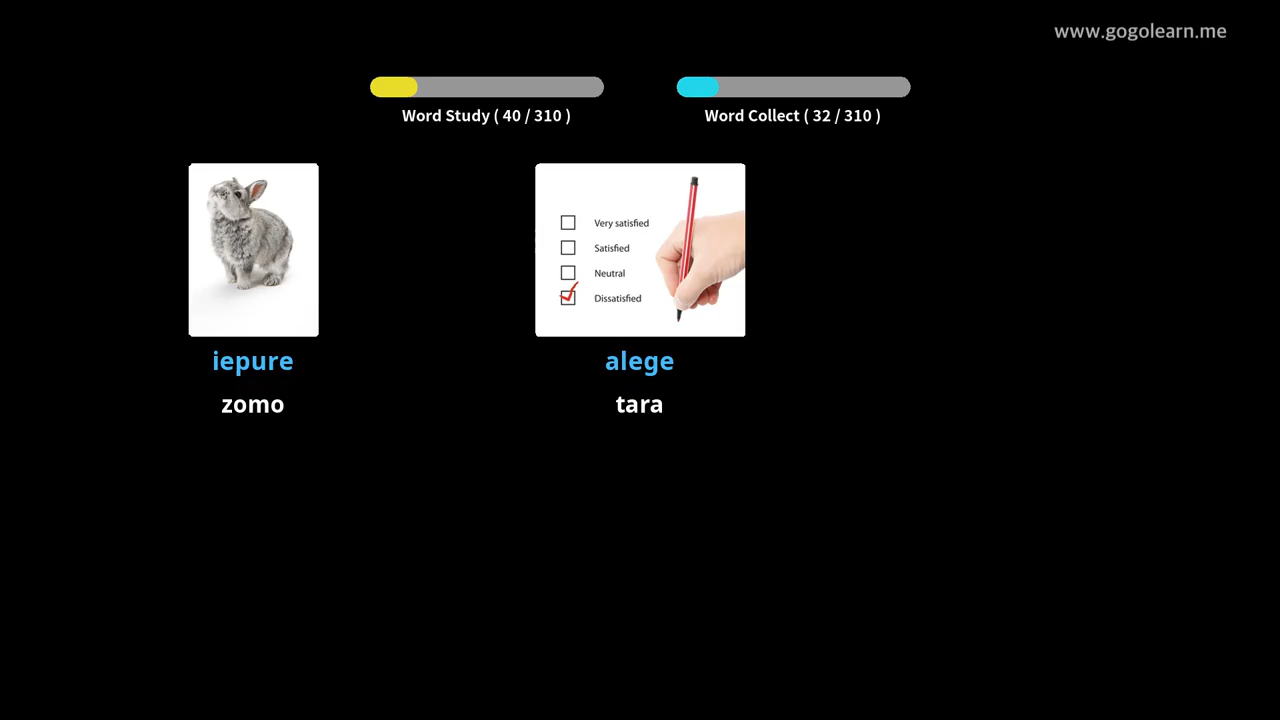 www.gogolearn.me
Word Study ( 40 / 310 )
Word Collect ( 32 / 310 )
Very satisfied
Satisfied
Neutral
Dissatisfied
iepure
alege
zomo
tara